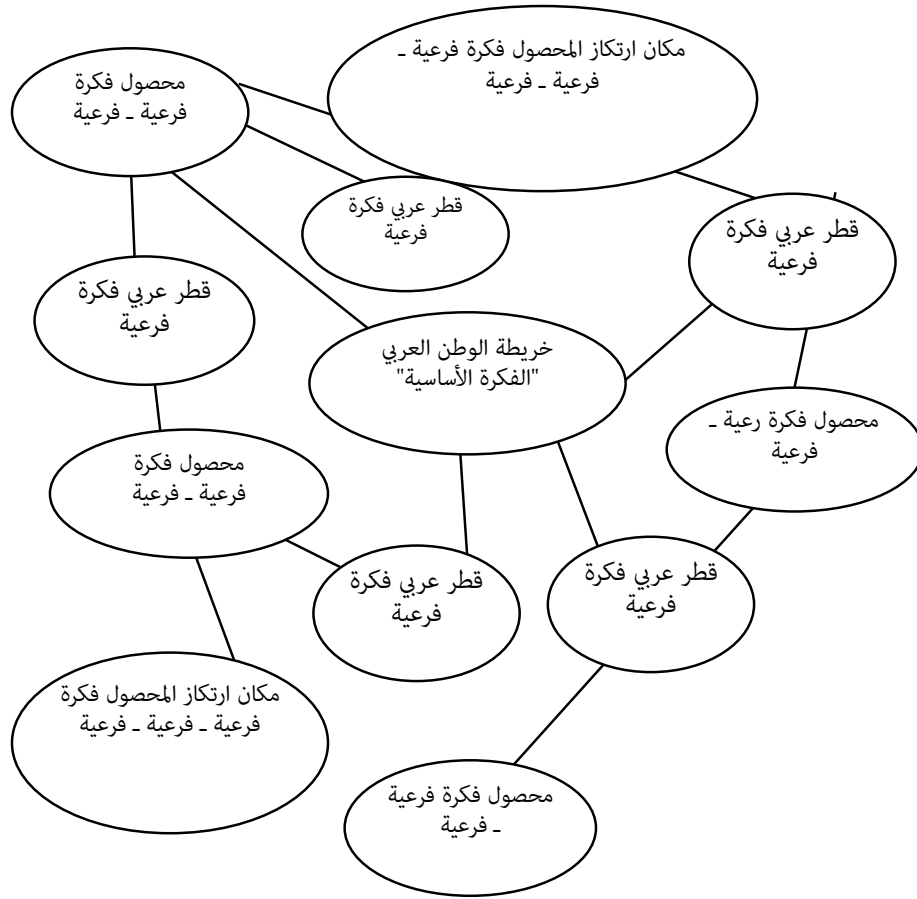 مكان ارتكاز المحصول فكرة فرعية ـ
فرعية ـ فرعية
محصول فكرة
فرعية ـ فرعية
قطر عربي فكرة
فرعية
قطر عربي فكرة
فرعية
قطر عربي فكرة
فرعية
خريطة الوطن العربي
"الفكرة الأساسية"
محصول فكرة رعية ـ
فرعية
محصول فكرة
فرعية ـ فرعية
قطر عربي فكرة
فرعية
قطر عربي فكرة
فرعية
مكان ارتكاز المحصول فكرة
فرعية ـ فرعية ـ فرعية
محصول فكرة فرعية
ـ فرعية